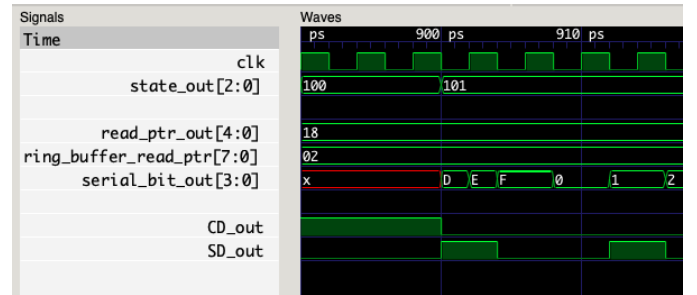 Signals
Waves
Time
ps 900 ps 910 ps
clk
state_out[2:0] 100 101
read_ptr_out[4:0] 18
ring_buffer_read_ptr[7:0] 02
serial_bit_out[3:0] x D E F 0 1 2
CD_out
SD_out